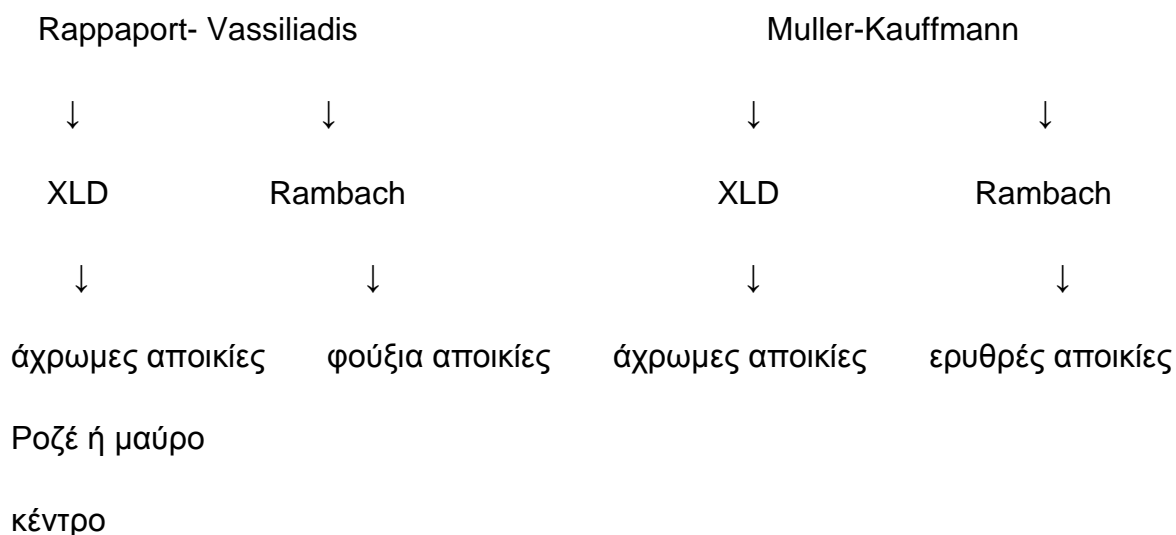 Rappaport- Vassiliadis Muller-Kauffmann
↓ ↓ ↓ ↓
XLD Rambach XLD Rambach
↓ ↓ ↓ ↓
άχρωμες αποικίες φούξια αποικίες άχρωμες αποικίες ερυθρές αποικίες
Ροζέ ή μαύρο
κέντρο